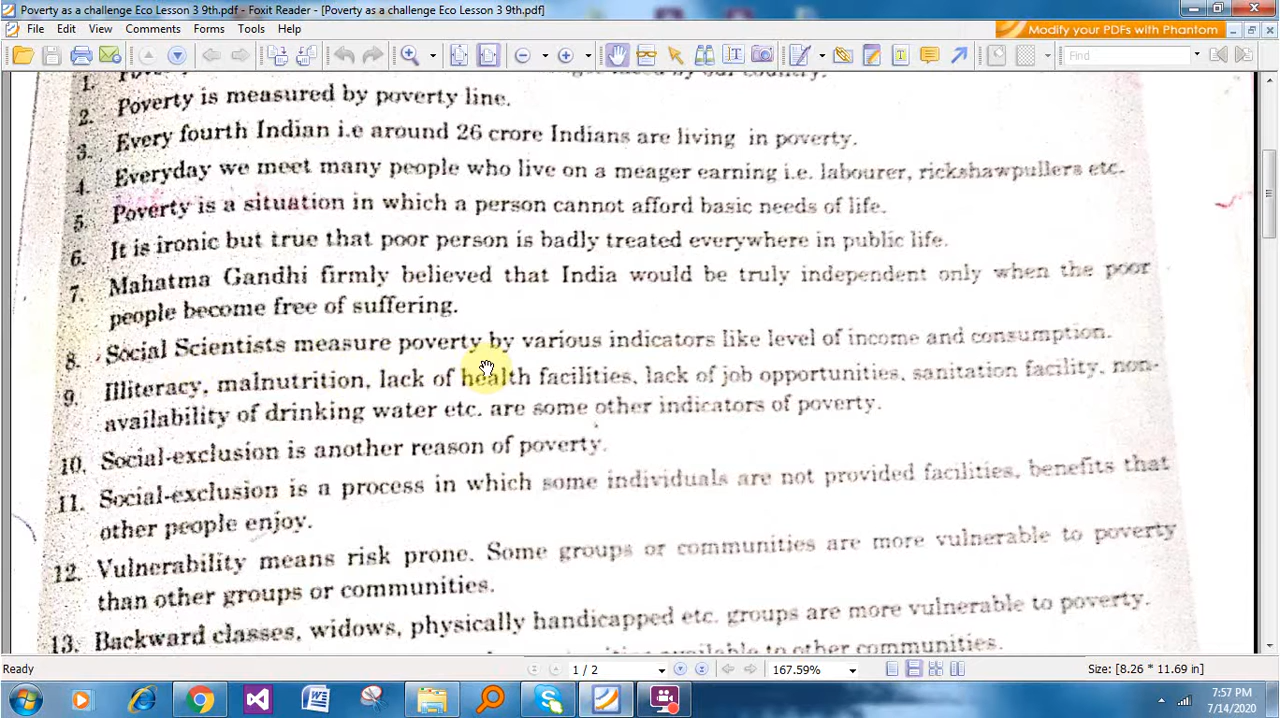 Poverty as a challenge Eco Lesson 3 9th.pdf - Foxit Reader - [Poverty as a challenge Eco Lesson 3 9th.pdf]
File Edit View Comments Forms Tools Help
Modify your PDFs with Phantom
Find
1. by our country.
2. Poverty is measured by poverty line.
3. Every fourth Indian i.e around 26 crore Indians are living in poverty.
4. Everyday we meet many people who live on a meager earning i.e. labourer, rickshawpullers etc.
5. Poverty is a situation in which a person cannot afford basic needs of life.
6. It is ironic but true that poor person is badly treated everywhere in public life.
7. Mahatma Gandhi firmly believed that India would be truly independent only when the poor
people become free of suffering.
8. Social Scientists measure poverty by various indicators like level of income and consumption.
9. Illiteracy, malnutrition, lack of health facilities, lack of job opportunities, sanitation facility, non-
availability of drinking water etc. are some other indicators of poverty.
10. Social-exclusion is another reason of poverty.
11. Social-exclusion is a process in which some individuals are not provided facilities, benefits that
other people enjoy.
12. Vulnerability means risk prone. Some groups or communities are more vulnerable to poverty
than other groups or communities.
13. Backward classes, widows, physically handicapped etc. groups are more vulnerable to poverty.
available to other communities.
Ready
1 / 2
167.59%
Size: [8.26 * 11.69 in]
7:57 PM
7/14/2020